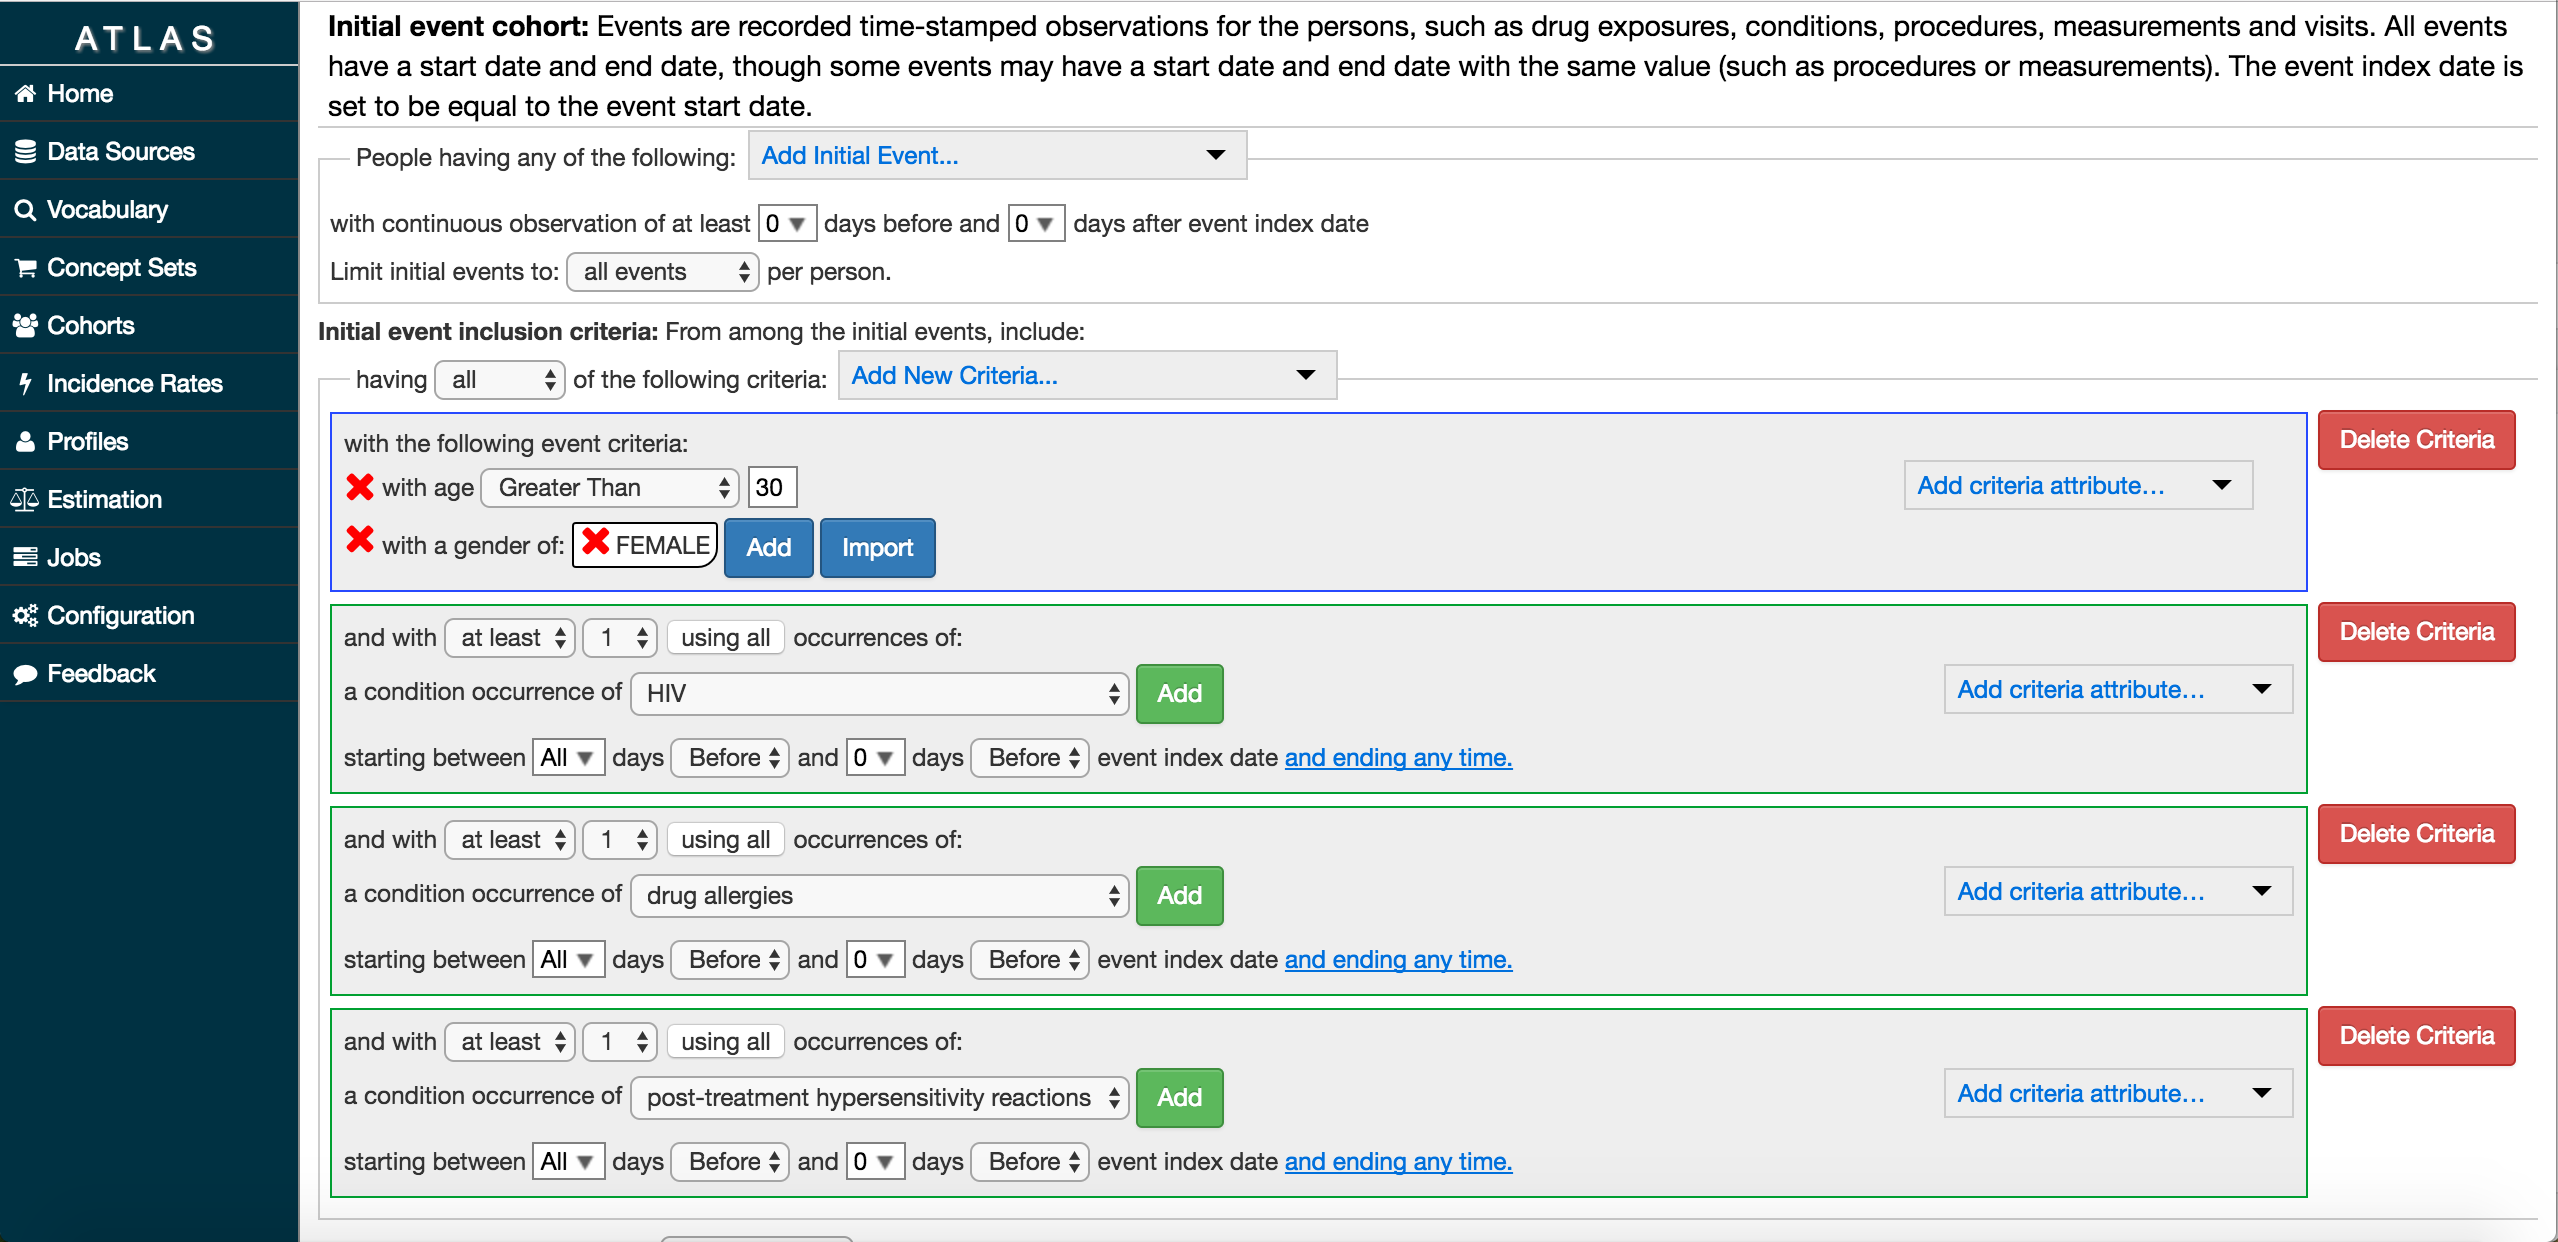 ATLAS
Home
Data Sources
Vocabulary
Concept Sets
Cohorts
Incidence Rates
Profiles
Estimation
Jobs
Configuration
Feedback
Initial event cohort: Events are recorded time-stamped observations for the persons, such as drug exposures, conditions, procedures, measurements and visits. All events
have a start date and end date, though some events may have a start date and end date with the same value (such as procedures or measurements). The event index date is
set to be equal to the event start date.
People having any of the following: Add Initial Event...
with continuous observation of at least 0 days before and 0 days after event index date
Limit initial events to: all events per person.
Initial event inclusion criteria: From among the initial events, include:
having all of the following criteria: Add New Criteria...
with the following event criteria: Delete Criteria
with age Greater Than 30 Add criteria attribute...
with a gender of: FEMALE Add Import
and with at least 1 using all occurrences of: Delete Criteria
a condition occurrence of HIV Add Add criteria attribute...
starting between All days Before and 0 days Before event index date and ending any time.
and with at least 1 using all occurrences of: Delete Criteria
a condition occurrence of drug allergies Add Add criteria attribute...
starting between All days Before and 0 days Before event index date and ending any time.
and with at least 1 using all occurrences of: Delete Criteria
a condition occurrence of post-treatment hypersensitivity reactions Add Add criteria attribute...
starting between All days Before and 0 days Before event index date and ending any time.